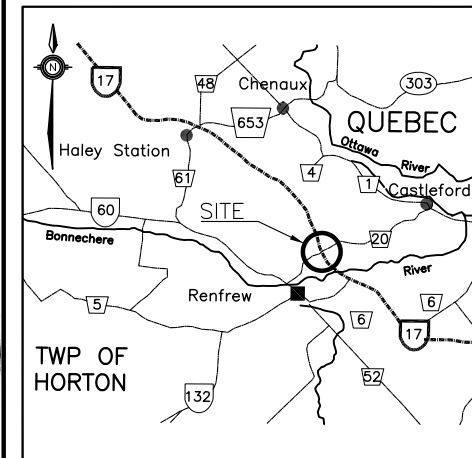 N
17
48
Chenaux
303
653
QUEBEC
Haley Station
Ottawa
River
4
61
1
Castleford
60
SITE
20
Bonnechere
River
Renfrew
5
6
6
17
TWP OF
HORTON
52
132